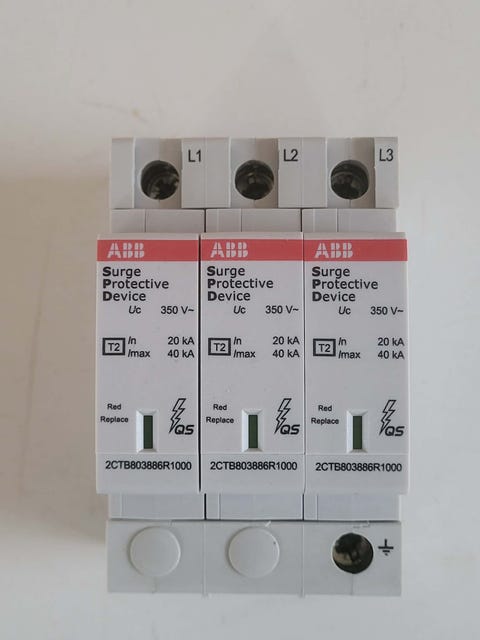 L1 L2 L3
ABB
Surge
Protective
Device
Uc 350 V~
T2
In 20 kA
Imax 40 kA
Red
Replace
QS
2CTB803886R1000
ABB
Surge
Protective
Device
Uc 350 V~
T2
In 20 kA
Imax 40 kA
Red
Replace
QS
2CTB803886R1000
ABB
Surge
Protective
Device
Uc 350 V~
T2
In 20 kA
Imax 40 kA
Red
Replace
QS
2CTB803886R1000